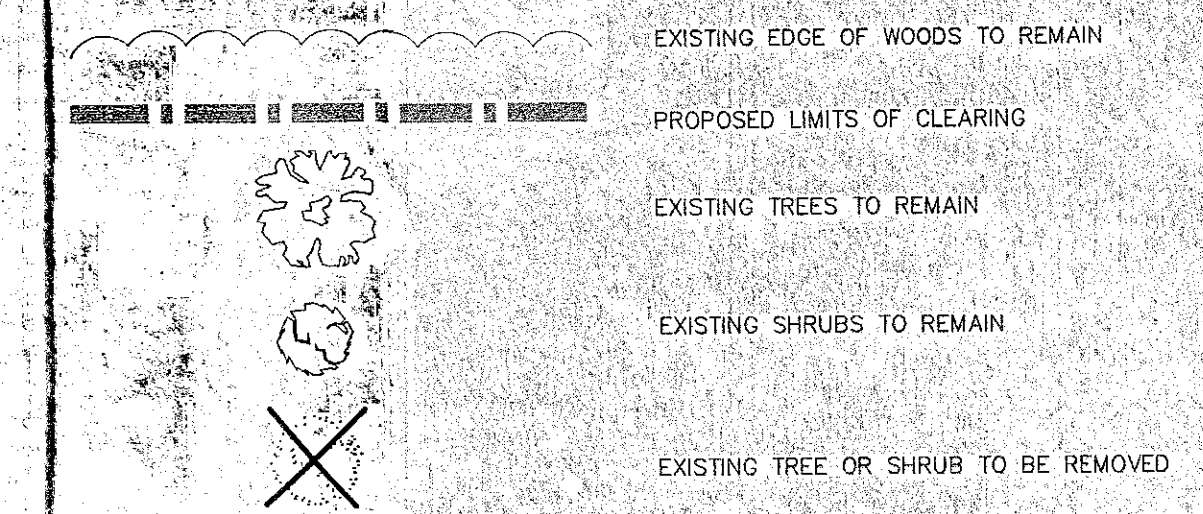 EXISTING EDGE OF WOODS TO REMAIN
PROPOSED LIMITS OF CLEARING
EXISTING TREES TO REMAIN
EXISTING SHRUBS TO REMAIN
EXISTING TREE OR SHRUB TO BE REMOVED